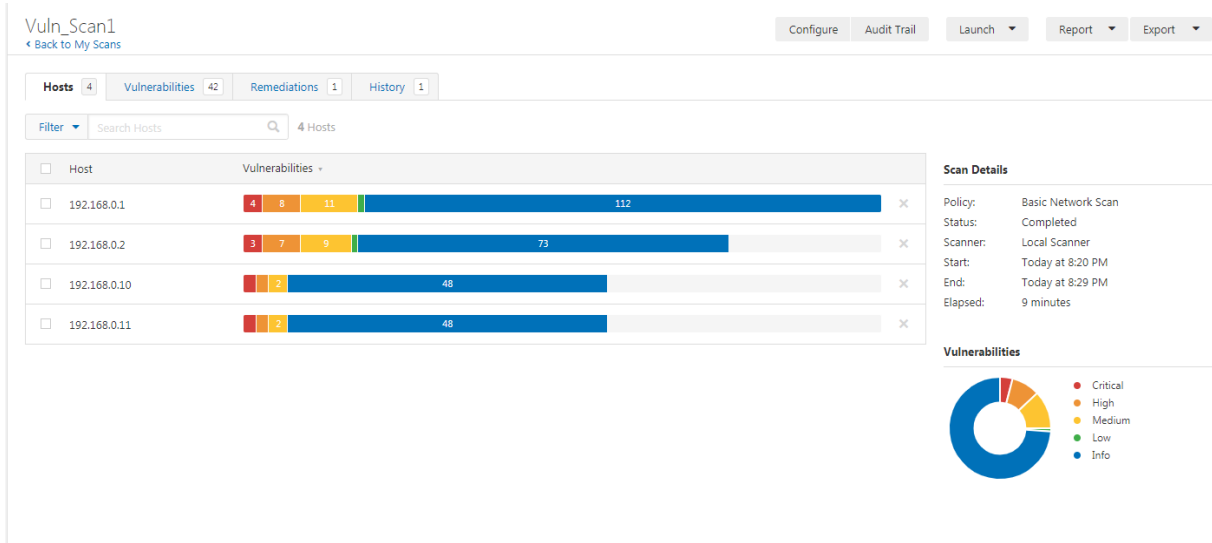 Vuln_Scan1
Back to My Scans
Configure Audit Trail Launch Report Export
Hosts 4 Vulnerabilities 42 Remediations 1 History 1
Filter Search Hosts 4 Hosts
Host Vulnerabilities
192.168.0.1 4 8 11 112
192.168.0.2 3 7 9 73
192.168.0.10 2 48
192.168.0.11 2 48
Scan Details
Policy: Basic Network Scan
Status: Completed
Scanner: Local Scanner
Start: Today at 8:20 PM
End: Today at 8:29 PM
Elapsed: 9 minutes
Vulnerabilities
Critical
High
Medium
Low
Info